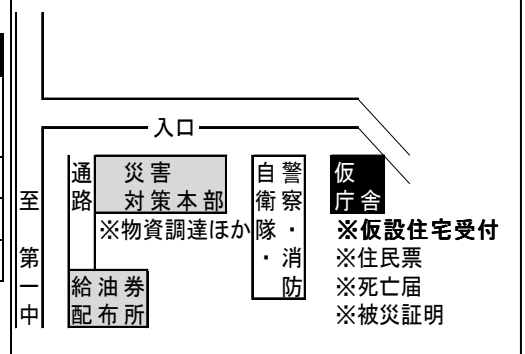 入口
通路
災害
対策本部
※物資調達ほか
給油券
配布所
警察・消防
自衛隊・
仮
庁舎
※仮設住宅受付
※住民票
※死亡届
※被災証明
至 第一中